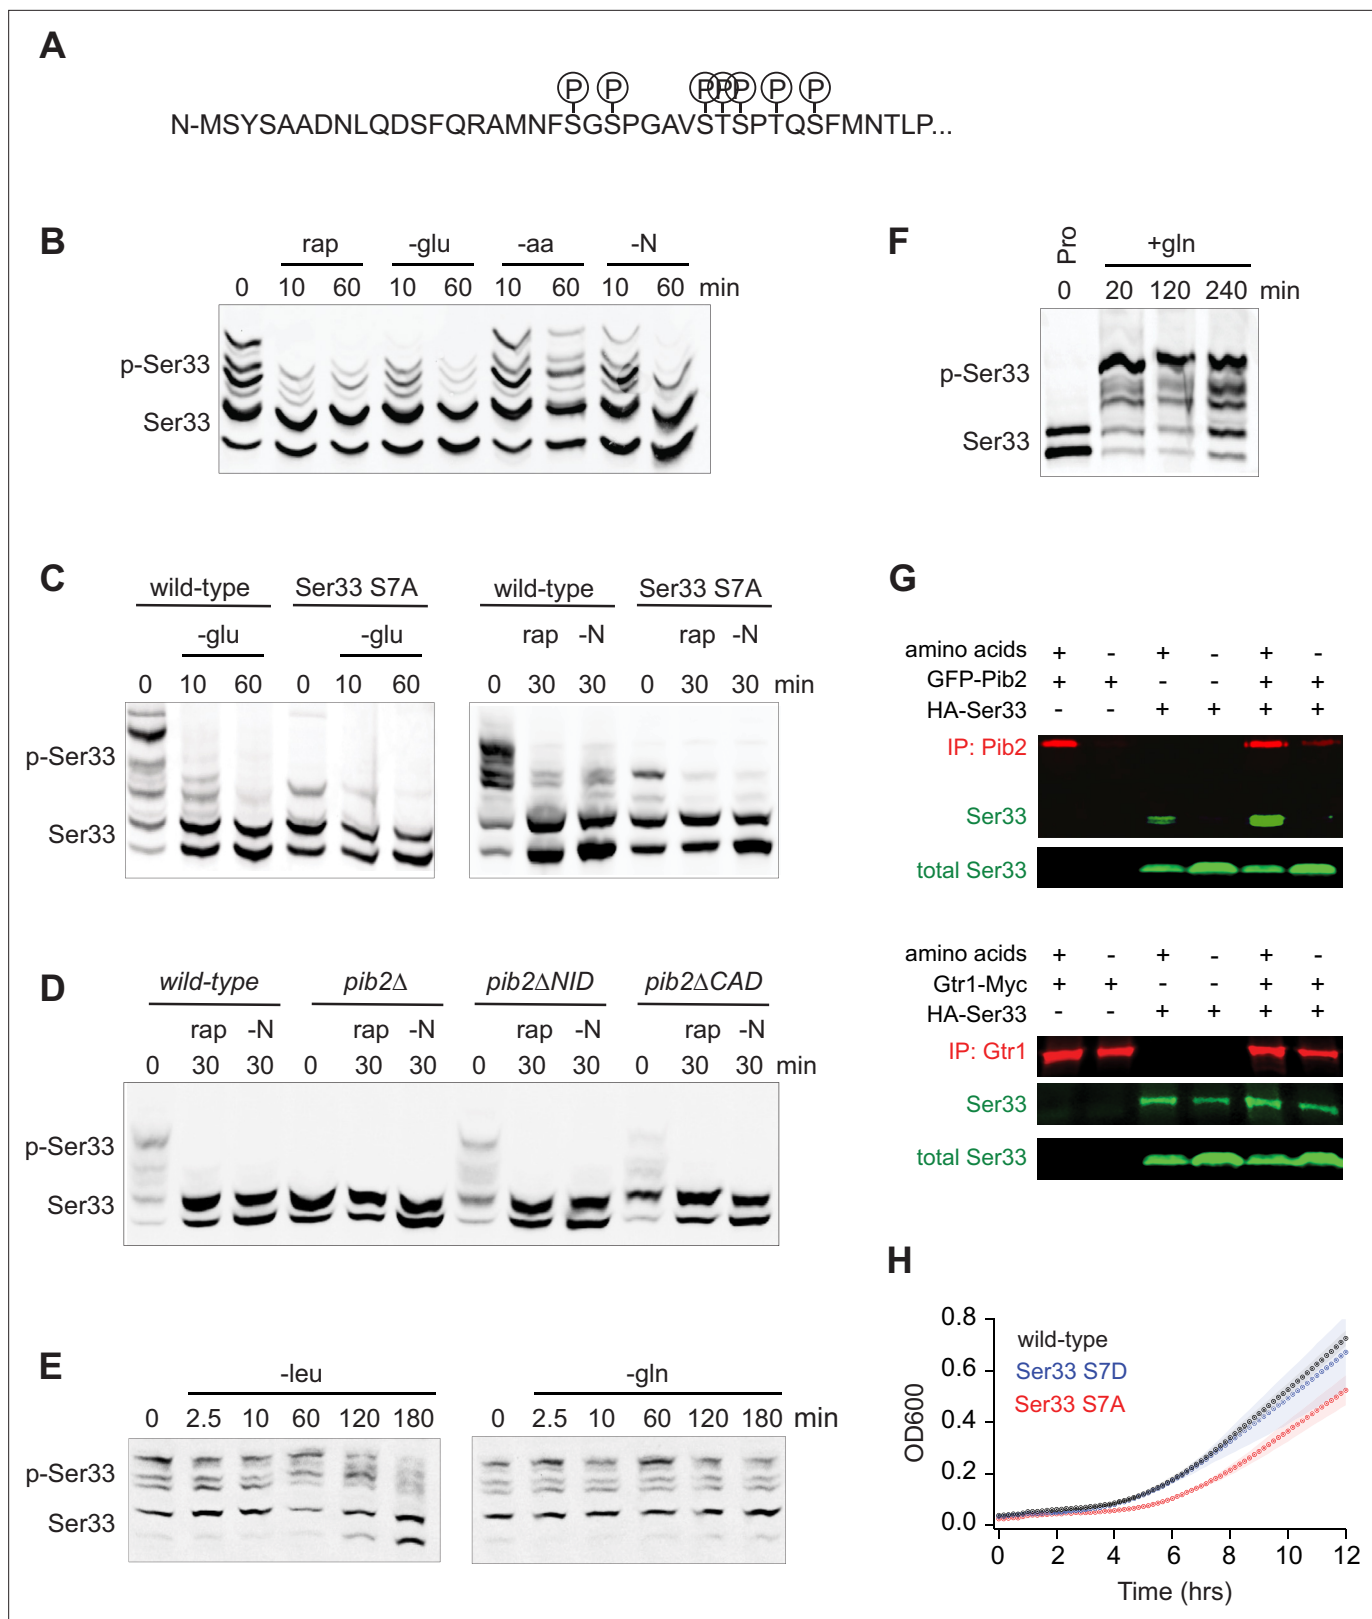 A
P P P P P P P
N-MSYSAADNLQDSFQRAMNFSGSPGAVSTSPTQSFMNTLP...
B
rap -glu -aa -N
0 10 60 10 60 10 60 10 60 min
p-Ser33
Ser33
F
Pro +gln
0 20 120 240 min
p-Ser33
Ser33
C
wild-type Ser33 S7A
-glu -glu
0 10 60 0 10 60
p-Ser33
Ser33
wild-type Ser33 S7A
rap -N rap -N
0 30 30 0 30 30 min
G
amino acids + - + - + -
GFP-Pib2 + + - - + +
HA-Ser33 - - + + + +
IP: Pib2
Ser33
total Ser33
amino acids + - + - + -
Gtr1-Myc + + - - + +
HA-Ser33 - - + + + +
IP: Gtr1
Ser33
total Ser33
D
wild-type pib2Δ pib2ΔNID pib2ΔCAD
rap -N rap -N rap -N
0 30 30 0 30 30 0 30 30 0 30 30 min
p-Ser33
Ser33
E
-leu
0 2.5 10 60 120 180
p-Ser33
Ser33
-gln
0 2.5 10 60 120 180 min
H
0.8
0.6
0.4
0.2
0.0
OD600
wild-type
Ser33 S7D
Ser33 S7A
0 2 4 6 8 10 12
Time (hrs)